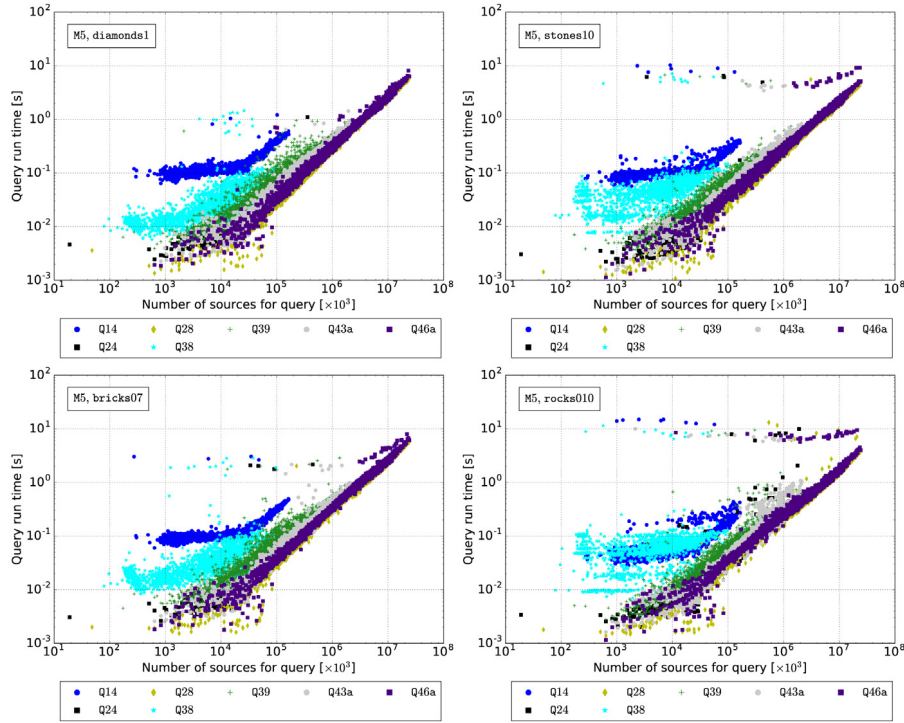 M5, diamonds1
Query run time [s]
10^2
10^1
10^0
10^-1
10^-2
10^-3
10^1 10^2 10^3 10^4 10^5 10^6 10^7 10^8
Number of sources for query [×10^3]
Q14 Q28 Q39 Q43a Q46a
Q24 Q38
M5, stones10
Query run time [s]
10^2
10^1
10^0
10^-1
10^-2
10^-3
10^1 10^2 10^3 10^4 10^5 10^6 10^7 10^8
Number of sources for query [×10^3]
Q14 Q28 Q39 Q43a Q46a
Q24 Q38
M5, bricks07
Query run time [s]
10^2
10^1
10^0
10^-1
10^-2
10^-3
10^1 10^2 10^3 10^4 10^5 10^6 10^7 10^8
Number of sources for query [×10^3]
Q14 Q28 Q39 Q43a Q46a
Q24 Q38
M5, rocks010
Query run time [s]
10^2
10^1
10^0
10^-1
10^-2
10^-3
10^1 10^2 10^3 10^4 10^5 10^6 10^7 10^8
Number of sources for query [×10^3]
Q14 Q28 Q39 Q43a Q46a
Q24 Q38